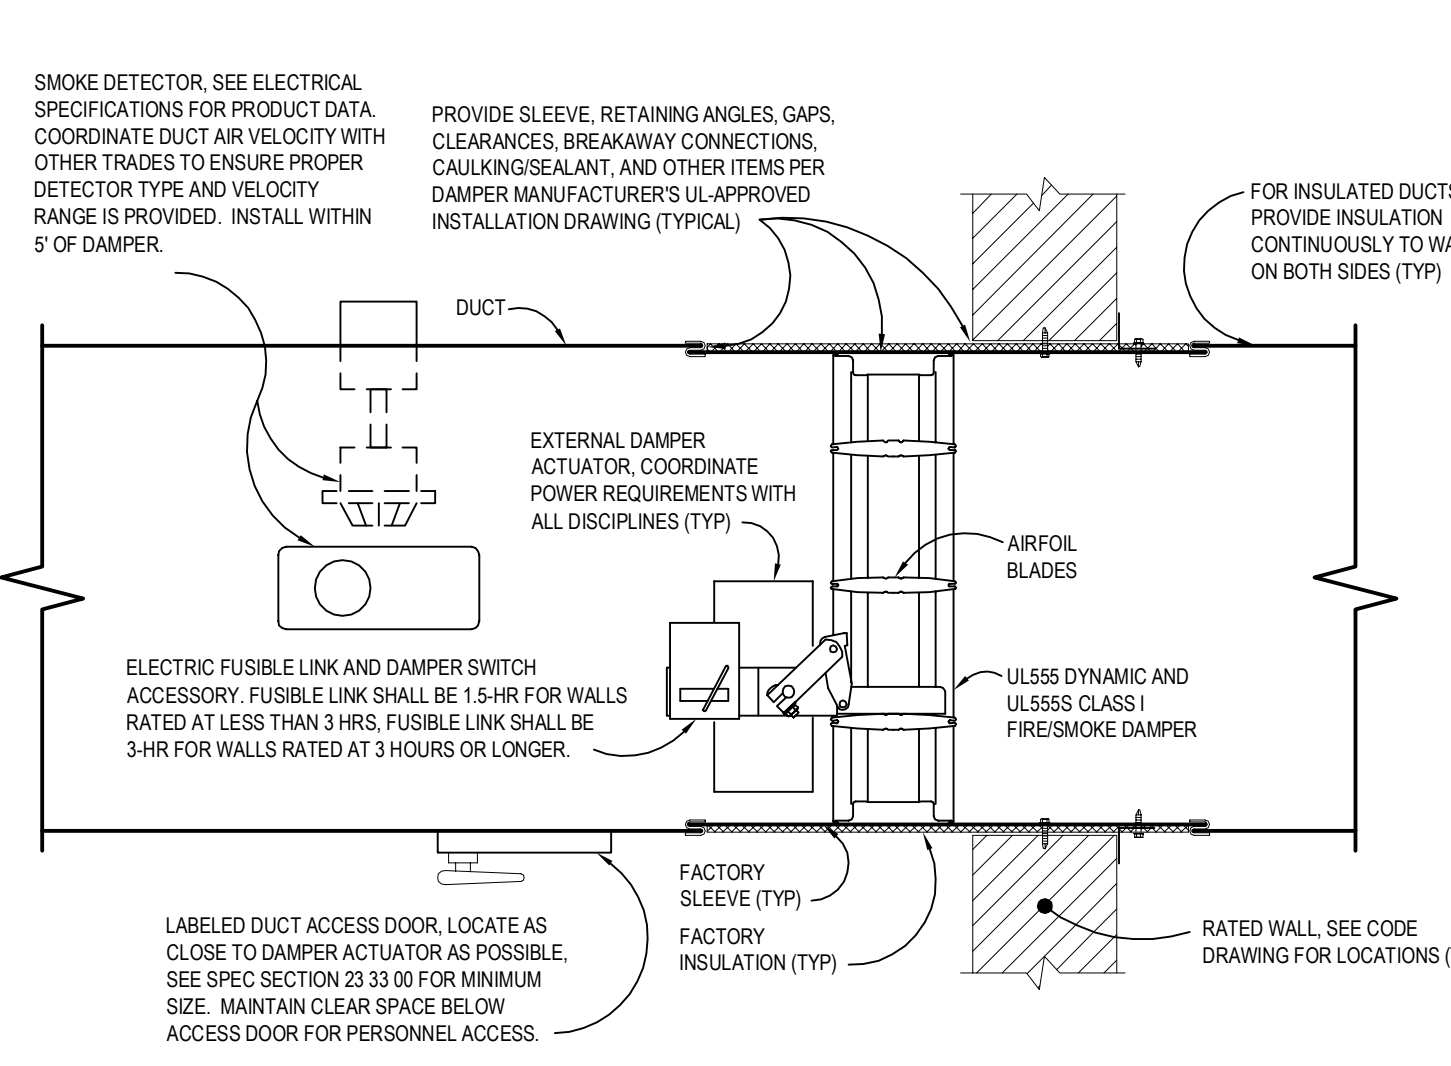 SMOKE DETECTOR, SEE ELECTRICAL
SPECIFICATIONS FOR PRODUCT DATA.
COORDINATE DUCT AIR VELOCITY WITH
OTHER TRADES TO ENSURE PROPER
DETECTOR TYPE AND VELOCITY
RANGE IS PROVIDED.  INSTALL WITHIN
5' OF DAMPER.
PROVIDE SLEEVE, RETAINING ANGLES, GAPS,
CLEARANCES, BREAKAWAY CONNECTIONS,
CAULKING/SEALANT, AND OTHER ITEMS PER
DAMPER MANUFACTURER'S UL-APPROVED
INSTALLATION DRAWING (TYPICAL)
FOR INSULATED DUCTS
PROVIDE INSULATION
CONTINUOUSLY TO
ON BOTH SIDES (TYP)
DUCT
EXTERNAL DAMPER
ACTUATOR, COORDINATE
POWER REQUIREMENTS WITH
ALL DISCIPLINES (TYP)
AIRFOIL
BLADES
ELECTRIC FUSIBLE LINK AND DAMPER SWITCH
ACCESSORY. FUSIBLE LINK SHALL BE 1.5-HR FOR WALLS
RATED AT LESS THAN 3 HRS, FUSIBLE LINK SHALL BE
3-HR FOR WALLS RATED AT 3 HOURS OR LONGER.
UL555 DYNAMIC AND
UL555S CLASS I
FIRE/SMOKE DAMPER
FACTORY
SLEEVE (TYP)
FACTORY
INSULATION (TYP)
LABELED DUCT ACCESS DOOR, LOCATE AS
CLOSE TO DAMPER ACTUATOR AS POSSIBLE,
SEE SPEC SECTION 23 33 00 FOR MINIMUM
SIZE.  MAINTAIN CLEAR SPACE BELOW
ACCESS DOOR FOR PERSONNEL ACCESS.
RATED WALL, SEE CODE
DRAWING FOR LOCATIONS